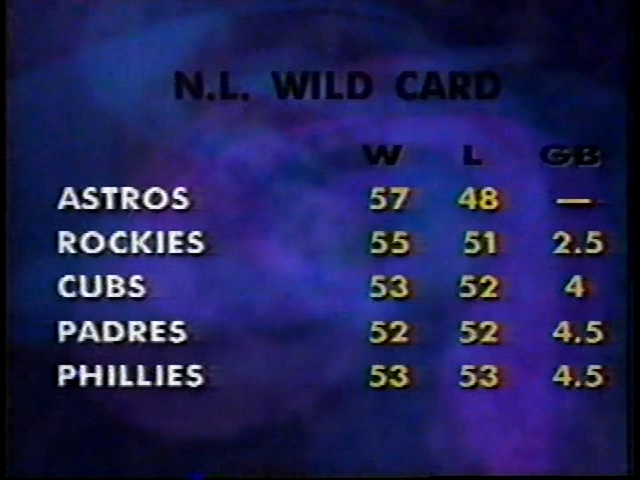 N.L. WILD CARD
W L GB
ASTROS 57 48 —
ROCKIES 55 51 2.5
CUBS 53 52 4
PADRES 52 52 4.5
PHILLIES 53 53 4.5